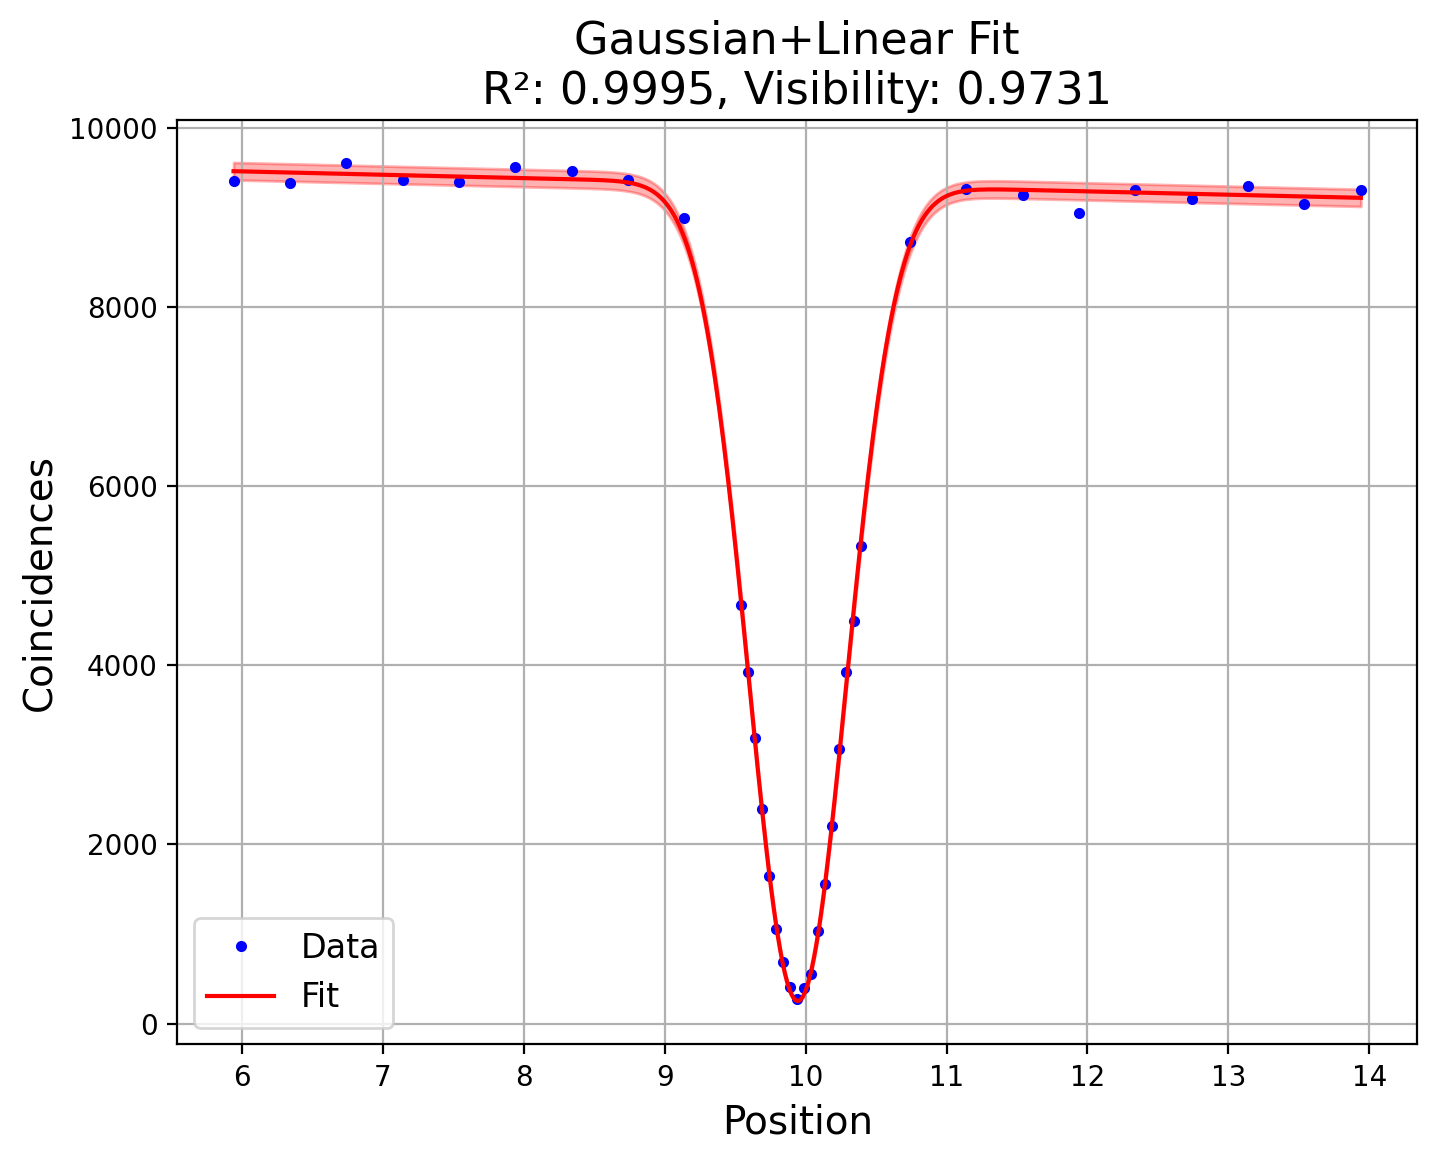 Gaussian+Linear Fit
R²: 0.9995, Visibility: 0.9731
10000
8000
6000
4000
2000
0
Coincidences
Data
Fit
6 7 8 9 10 11 12 13 14
Position